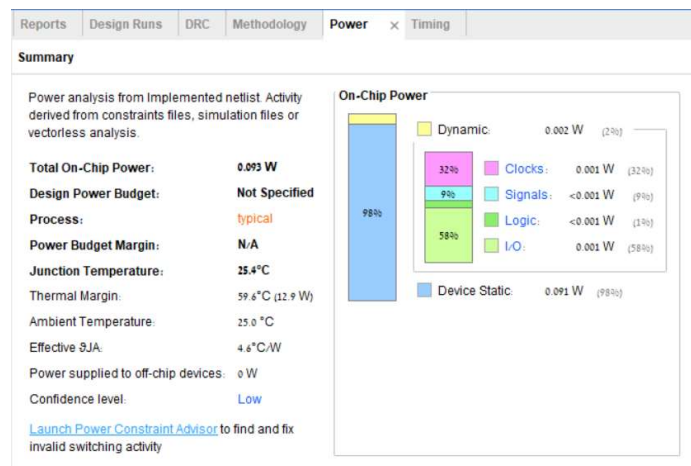 Reports Design Runs DRC Methodology Power × Timing
Summary
Power analysis from Implemented netlist. Activity
derived from constraints files, simulation files or
vectorless analysis.
Total On-Chip Power: 0.093 W
Design Power Budget: Not Specified
Process: typical
Power Budget Margin: N/A
Junction Temperature: 25.4°C
Thermal Margin: 59.6°C (12.9 W)
Ambient Temperature: 25.0 °C
Effective ϑJA: 4.6°C/W
Power supplied to off-chip devices: 0 W
Confidence level: Low
Launch Power Constraint Advisor to find and fix
invalid switching activity
On-Chip Power
Dynamic: 0.002 W (2%)
32% Clocks: 0.001 W (32%)
9% Signals: <0.001 W (9%)
98%
Logic: <0.001 W (1%)
58% I/O: 0.001 W (58%)
Device Static: 0.091 W (98%)